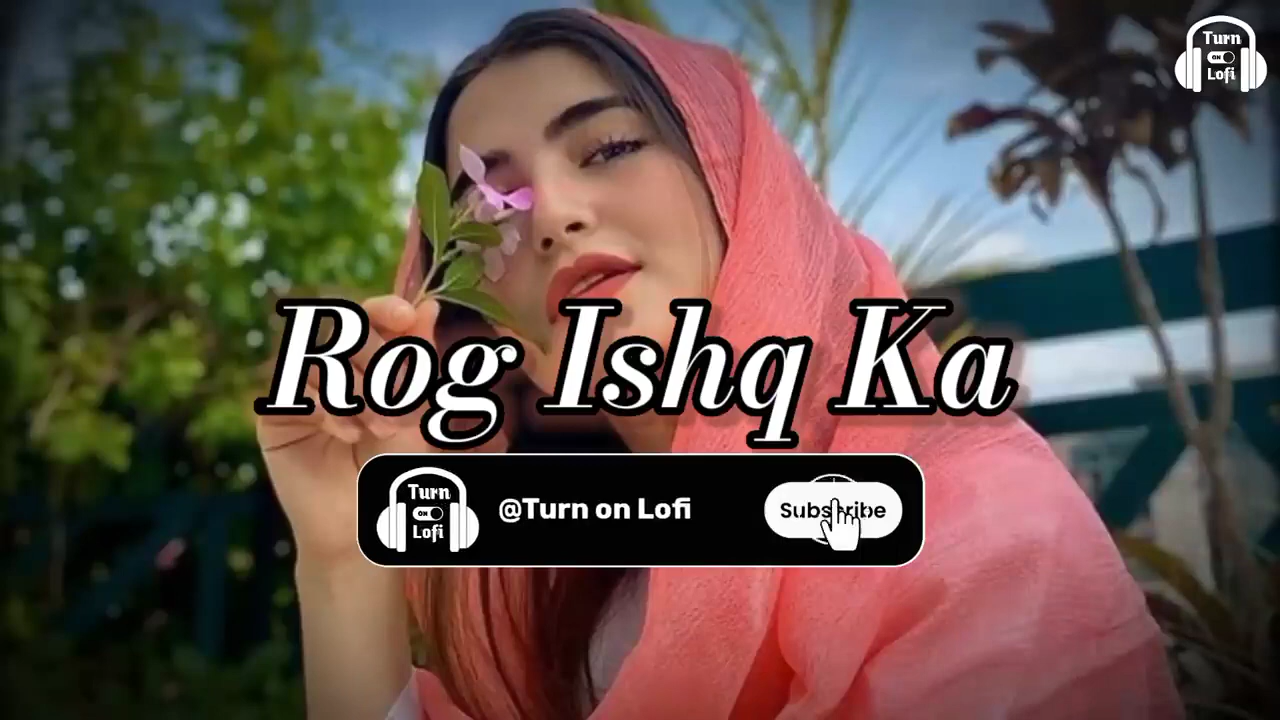 Turn
ON
Lofi
Rog Ishq Ka
Turn
ON
Lofi
@Turn on Lofi
Subscribe